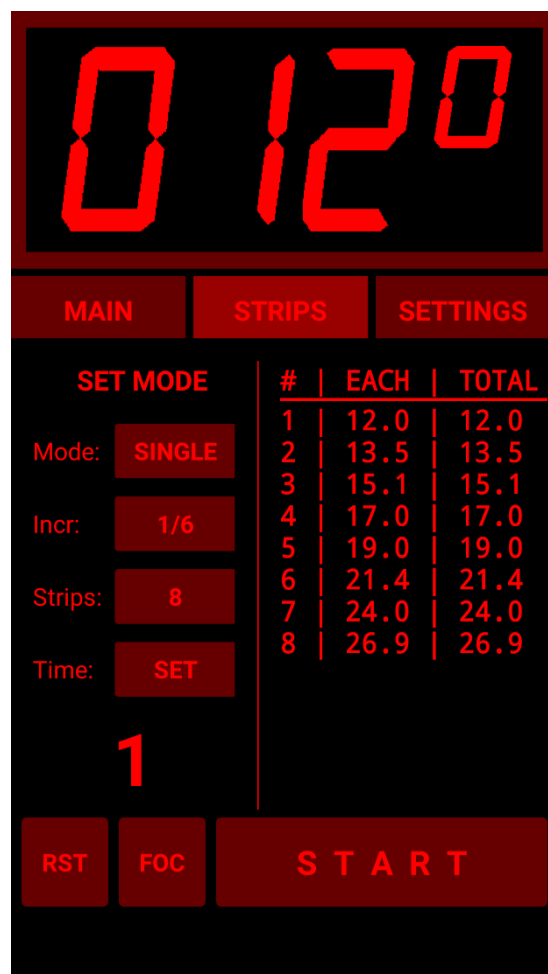 012⁰
MAIN STRIPS SETTINGS
SET MODE
Mode: SINGLE
Incr: 1/6
Strips: 8
Time: SET
1
# | EACH | TOTAL
1 | 12.0 | 12.0
2 | 13.5 | 13.5
3 | 15.1 | 15.1
4 | 17.0 | 17.0
5 | 19.0 | 19.0
6 | 21.4 | 21.4
7 | 24.0 | 24.0
8 | 26.9 | 26.9
RST FOC START